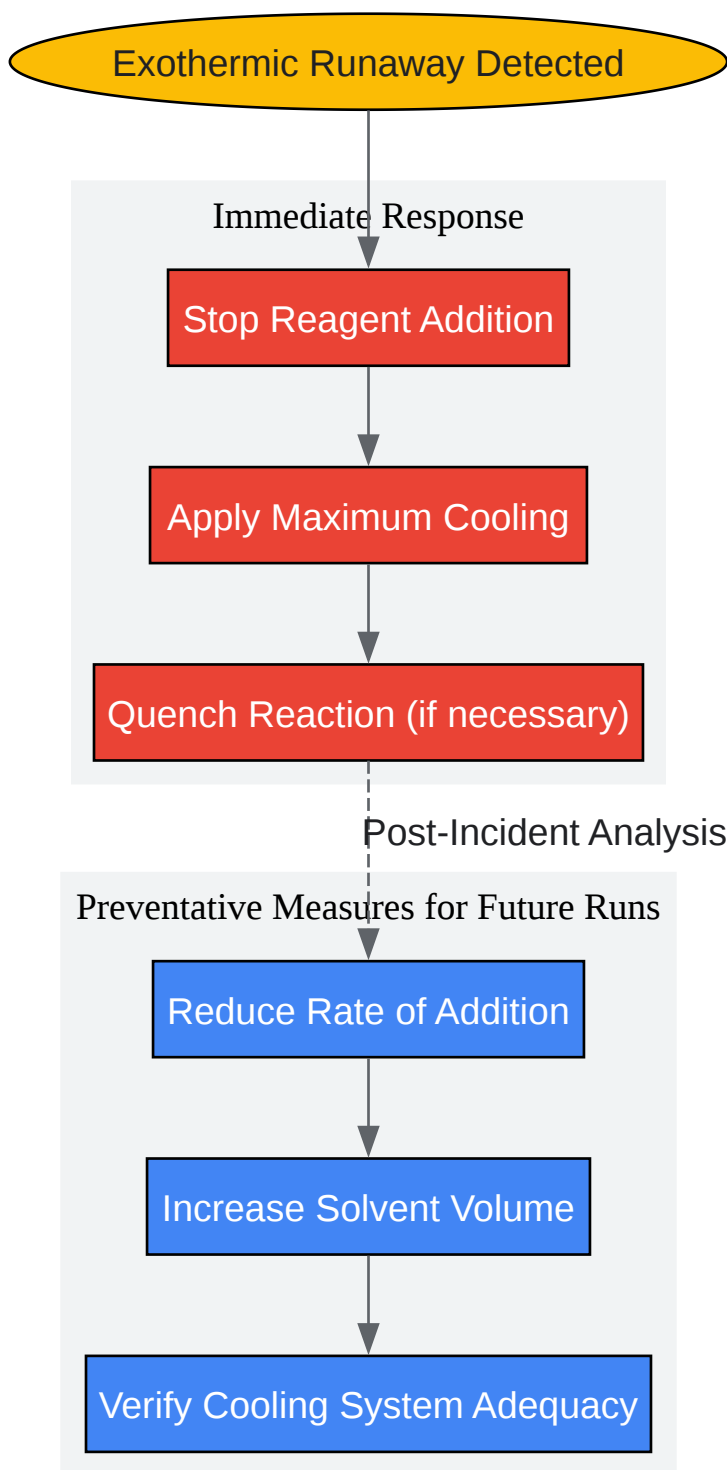 Exothermic Runaway Detected
Immediate Response
Stop Reagent Addition
Apply Maximum Cooling
Quench Reaction (if necessary)
Post-Incident Analysis
Preventative Measures for Future Runs
Reduce Rate of Addition
Increase Solvent Volume
Verify Cooling System Adequacy